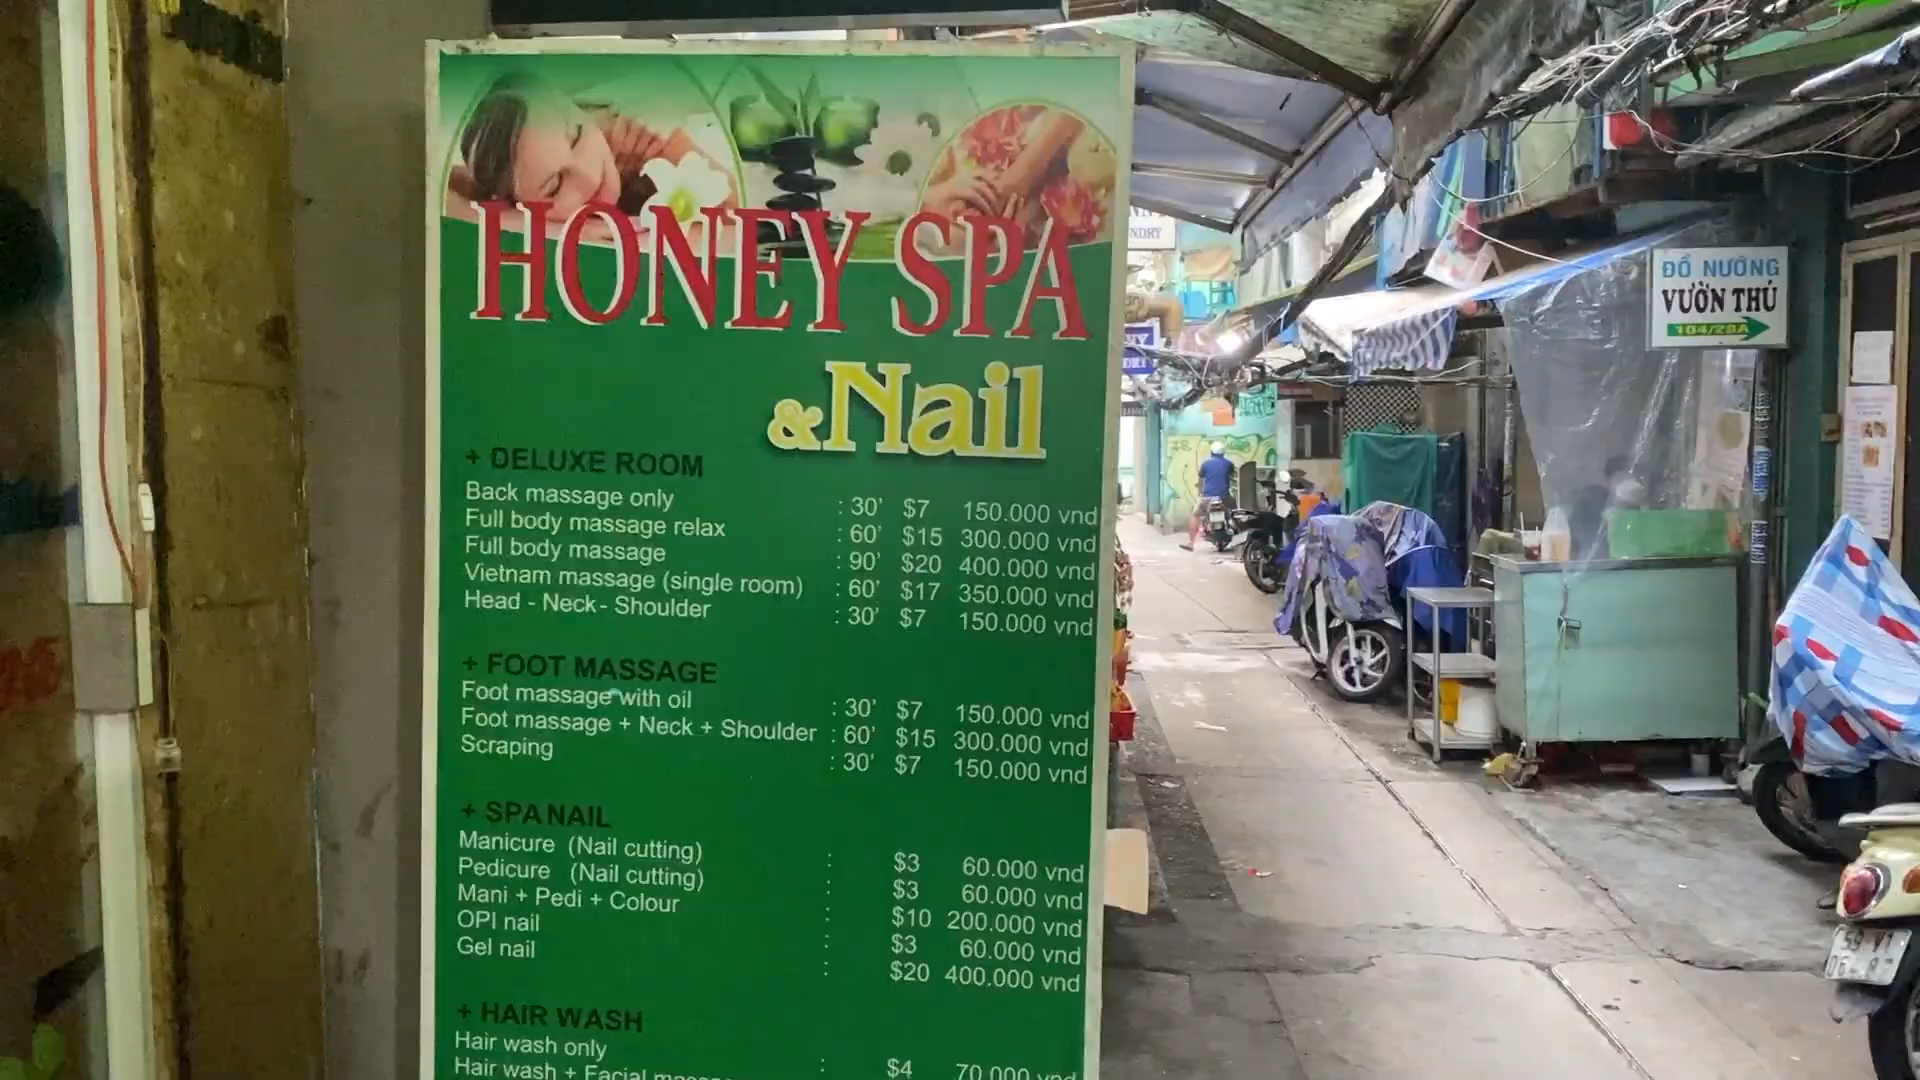 HONEY SPA
&Nail
+ DELUXE ROOM
Back massage only : 30' $7 150.000 vnd
Full body massage relax : 60' $15 300.000 vnd
Full body massage : 90' $20 400.000 vnd
Vietnam massage (single room) : 60' $17 350.000 vnd
Head - Neck - Shoulder : 30' $7 150.000 vnd
+ FOOT MASSAGE
Foot massage with oil : 30' $7 150.000 vnd
Foot massage + Neck + Shoulder : 60' $15 300.000 vnd
Scraping : 30' $7 150.000 vnd
+ SPA NAIL
Manicure (Nail cutting) : $3 60.000 vnd
Pedicure (Nail cutting) : $3 60.000 vnd
Mani + Pedi + Colour : $10 200.000 vnd
OPI nail : $3 60.000 vnd
Gel nail : $20 400.000 vnd
+ HAIR WASH
Hair wash only : $4 70.000 vnd
Hair wash + Facial
ĐỒ NƯỚNG
VƯỜN THÚ
104/28A
59 V1